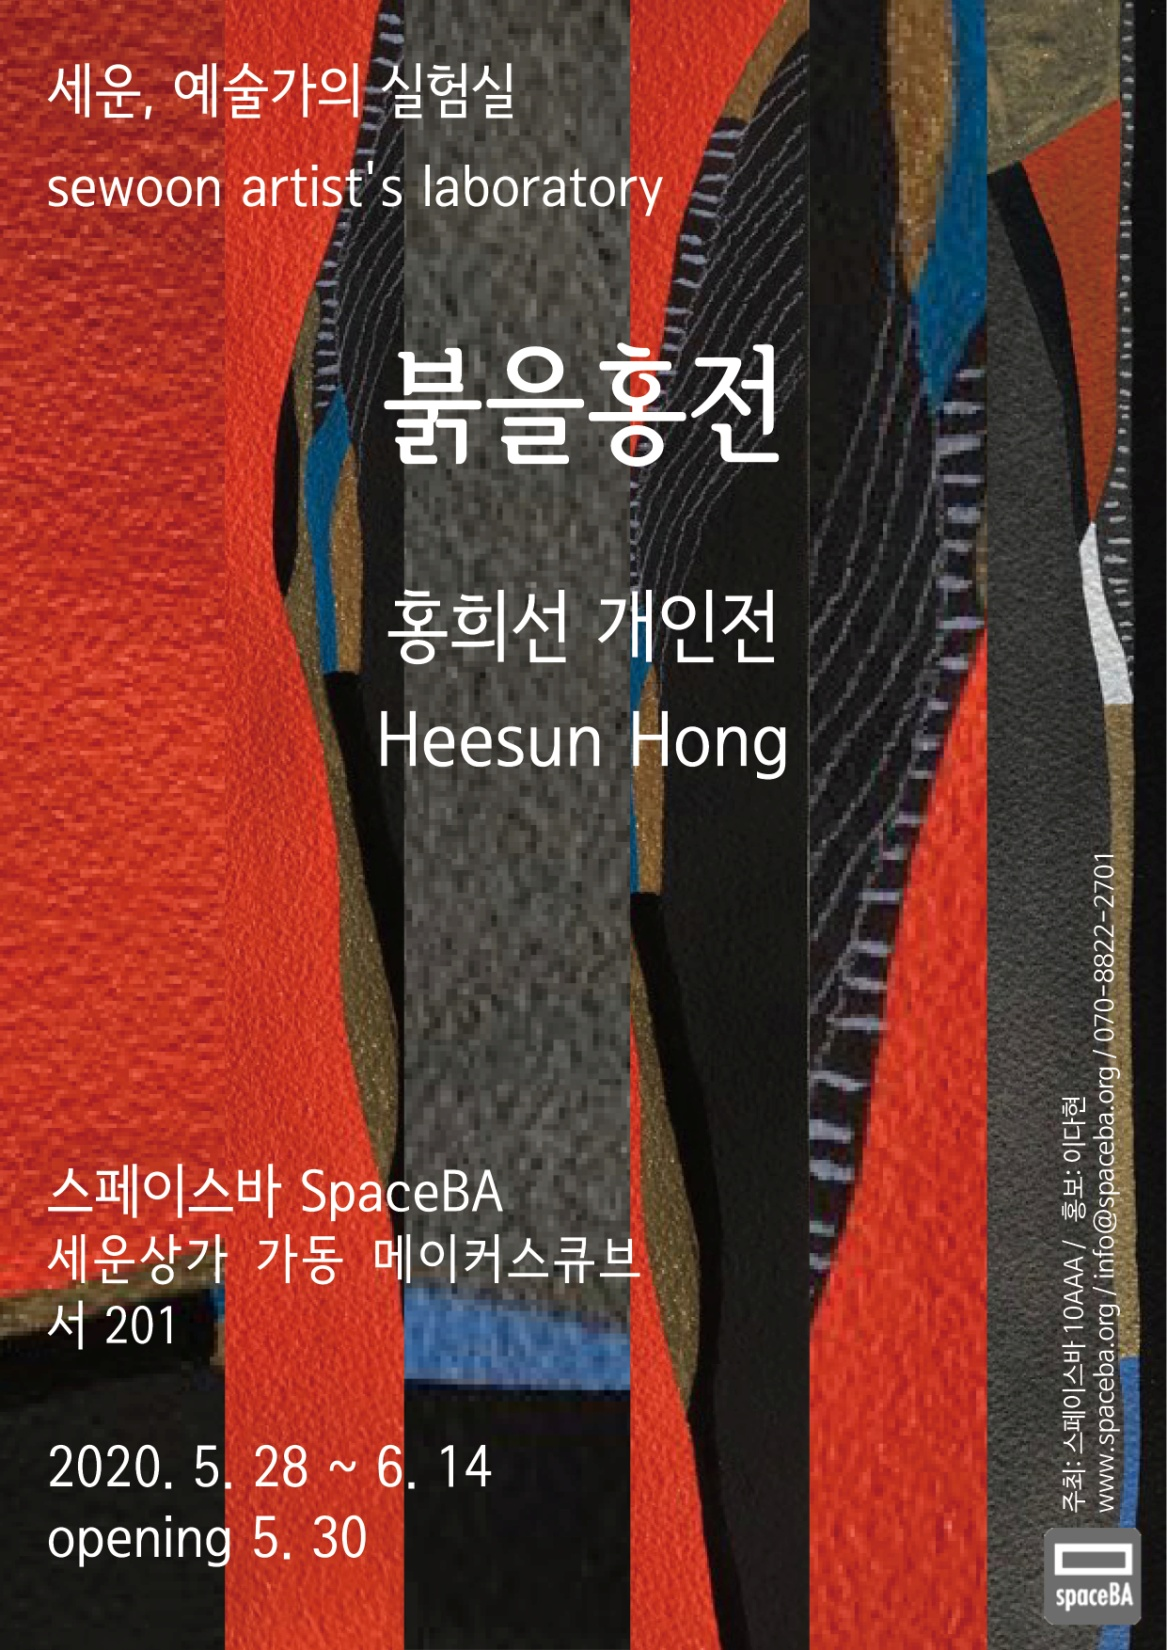 세운, 예술가의 실험실
sewoon artist's laboratory
붉을홍전
홍희선 개인전
Heesun Hong
스페이스바 SpaceBA
세운상가 가동 메이커스큐브
서 201
2020. 5. 28 ~ 6. 14
opening 5. 30
주최: 스페이스바 10AAA / 홍보: 이다현
www.spaceba.org / info@spaceba.org / 070-8822-2701
spaceBA